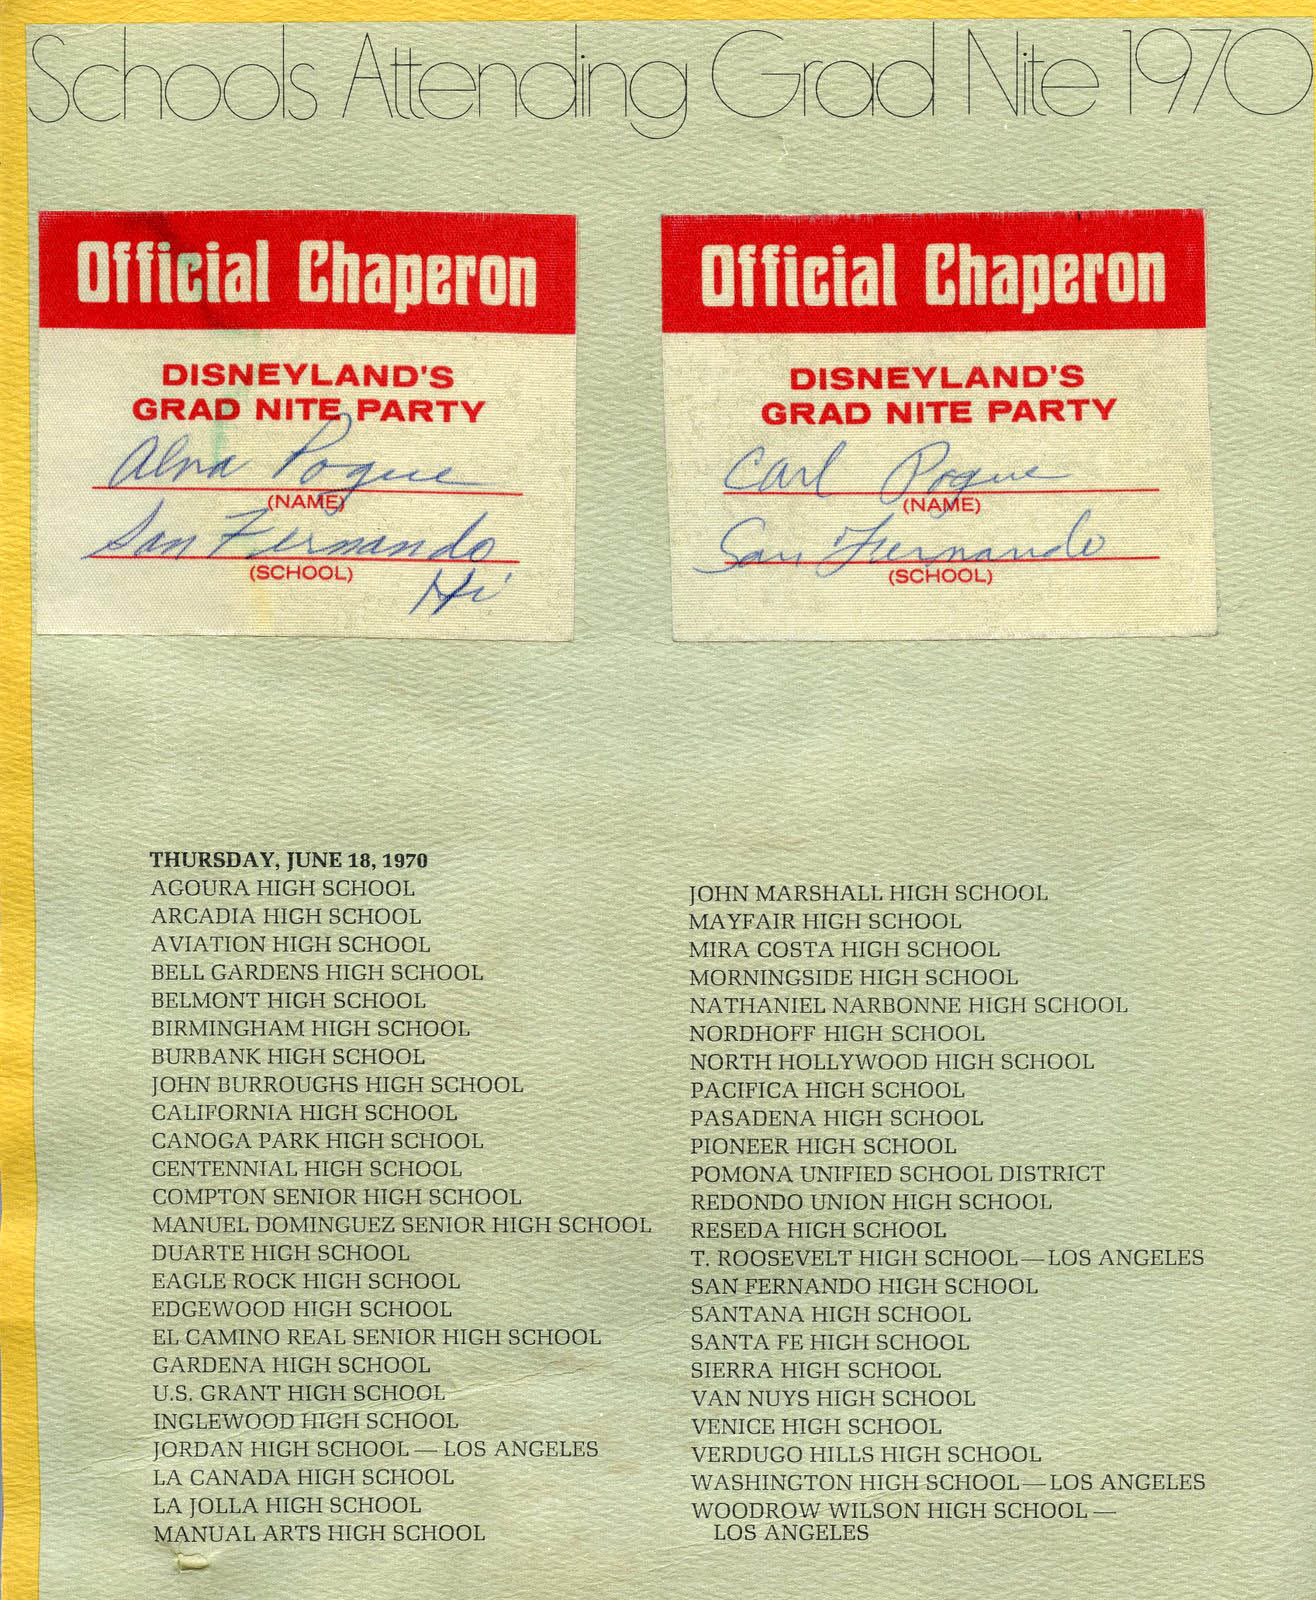 Schools Attending Grad Nite 1970
Official Chaperon
DISNEYLAND'S
GRAD NITE PARTY
Alna Pogue
(NAME)
San Fernando
(SCHOOL)
Hi
Official Chaperon
DISNEYLAND'S
GRAD NITE PARTY
Carl Pogue
(NAME)
San Fernando
(SCHOOL)
THURSDAY, JUNE 18, 1970
AGOURA HIGH SCHOOL
ARCADIA HIGH SCHOOL
AVIATION HIGH SCHOOL
BELL GARDENS HIGH SCHOOL
BELMONT HIGH SCHOOL
BIRMINGHAM HIGH SCHOOL
BURBANK HIGH SCHOOL
JOHN BURROUGHS HIGH SCHOOL
CALIFORNIA HIGH SCHOOL
CANOGA PARK HIGH SCHOOL
CENTENNIAL HIGH SCHOOL
COMPTON SENIOR HIGH SCHOOL
MANUEL DOMINGUEZ SENIOR HIGH SCHOOL
DUARTE HIGH SCHOOL
EAGLE ROCK HIGH SCHOOL
EDGEWOOD HIGH SCHOOL
EL CAMINO REAL SENIOR HIGH SCHOOL
GARDENA HIGH SCHOOL
U.S. GRANT HIGH SCHOOL
INGLEWOOD HIGH SCHOOL
JORDAN HIGH SCHOOL — LOS ANGELES
LA CANADA HIGH SCHOOL
LA JOLLA HIGH SCHOOL
MANUAL ARTS HIGH SCHOOL
JOHN MARSHALL HIGH SCHOOL
MAYFAIR HIGH SCHOOL
MIRA COSTA HIGH SCHOOL
MORNINGSIDE HIGH SCHOOL
NATHANIEL NARBONNE HIGH SCHOOL
NORDHOFF HIGH SCHOOL
NORTH HOLLYWOOD HIGH SCHOOL
PACIFICA HIGH SCHOOL
PASADENA HIGH SCHOOL
PIONEER HIGH SCHOOL
POMONA UNIFIED SCHOOL DISTRICT
REDONDO UNION HIGH SCHOOL
RESEDA HIGH SCHOOL
T. ROOSEVELT HIGH SCHOOL—LOS ANGELES
SAN FERNANDO HIGH SCHOOL
SANTANA HIGH SCHOOL
SANTA FE HIGH SCHOOL
SIERRA HIGH SCHOOL
VAN NUYS HIGH SCHOOL
VENICE HIGH SCHOOL
VERDUGO HILLS HIGH SCHOOL
WASHINGTON HIGH SCHOOL—LOS ANGELES
WOODROW WILSON HIGH SCHOOL—
LOS ANGELES